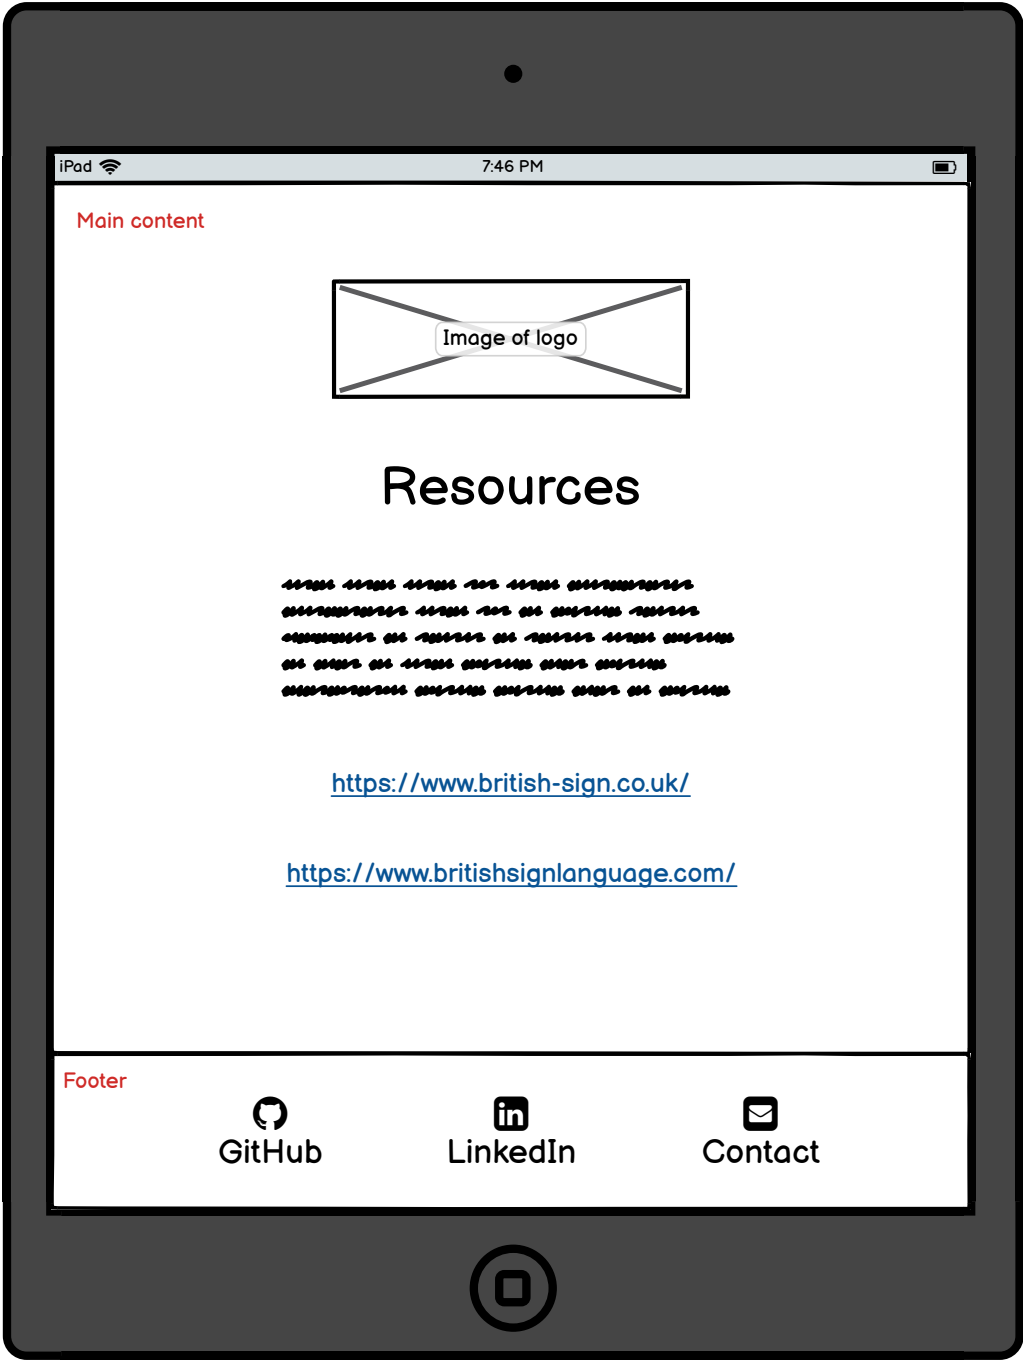 iPad 7:46 PM
Main content
Image of logo
Resources
https://www.british-sign.co.uk/
https://www.britishsignlanguage.com/
Footer
GitHub LinkedIn Contact